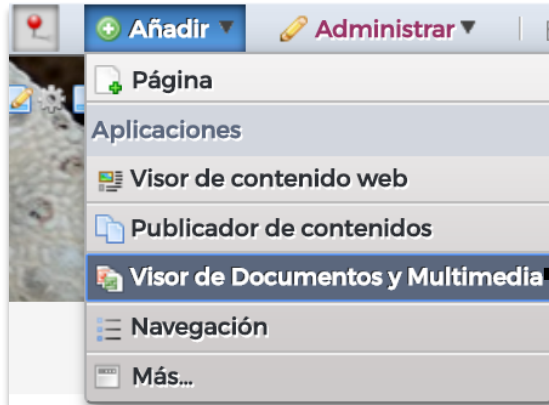 Añadir Administrar
Página
Aplicaciones
Visor de contenido web
Publicador de contenidos
Visor de Documentos y Multimedia
Navegación
Más...